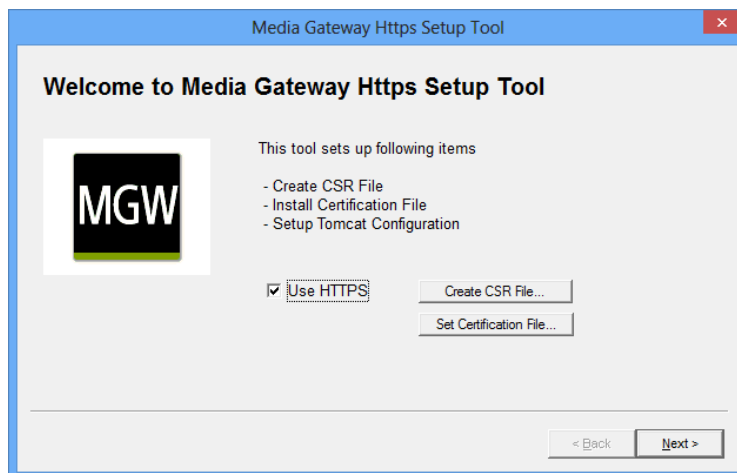 Media Gateway Https Setup Tool
Welcome to Media Gateway Https Setup Tool
MGW
This tool sets up following items
- Create CSR File
- Install Certification File
- Setup Tomcat Configuration
Use HTTPS
Create CSR File...
Set Certification File...
< Back
Next >